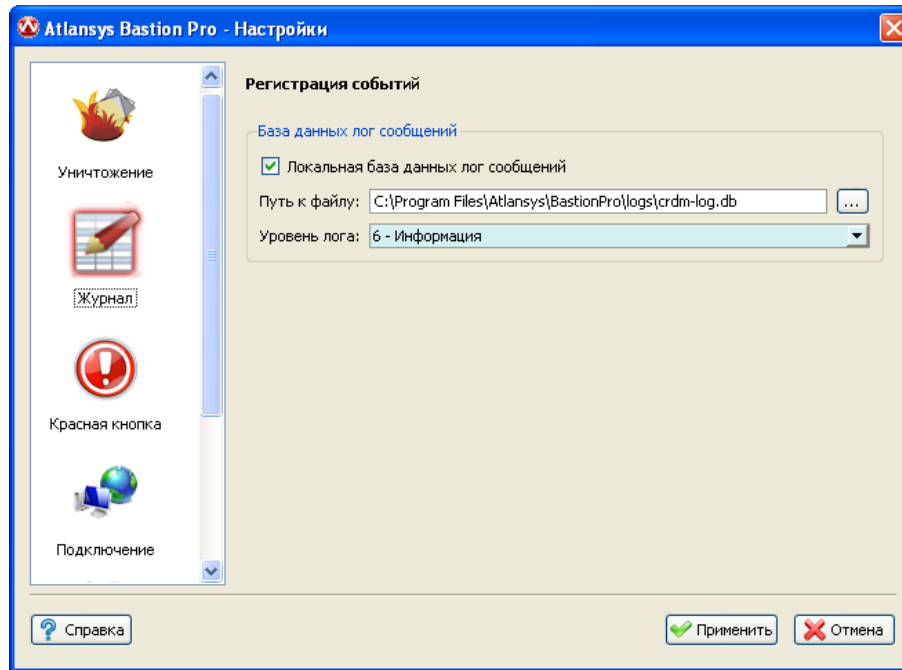 Atlansys Bastion Pro - Настройки
Уничтожение
Журнал
Красная кнопка
Подключение
Регистрация событий
База данных лог сообщений
Локальная база данных лог сообщений
Путь к файлу: C:\Program Files\Atlansys\BastionPro\logs\crdm-log.db ...
Уровень лога: 6 - Информация
Справка
Применить
Отмена